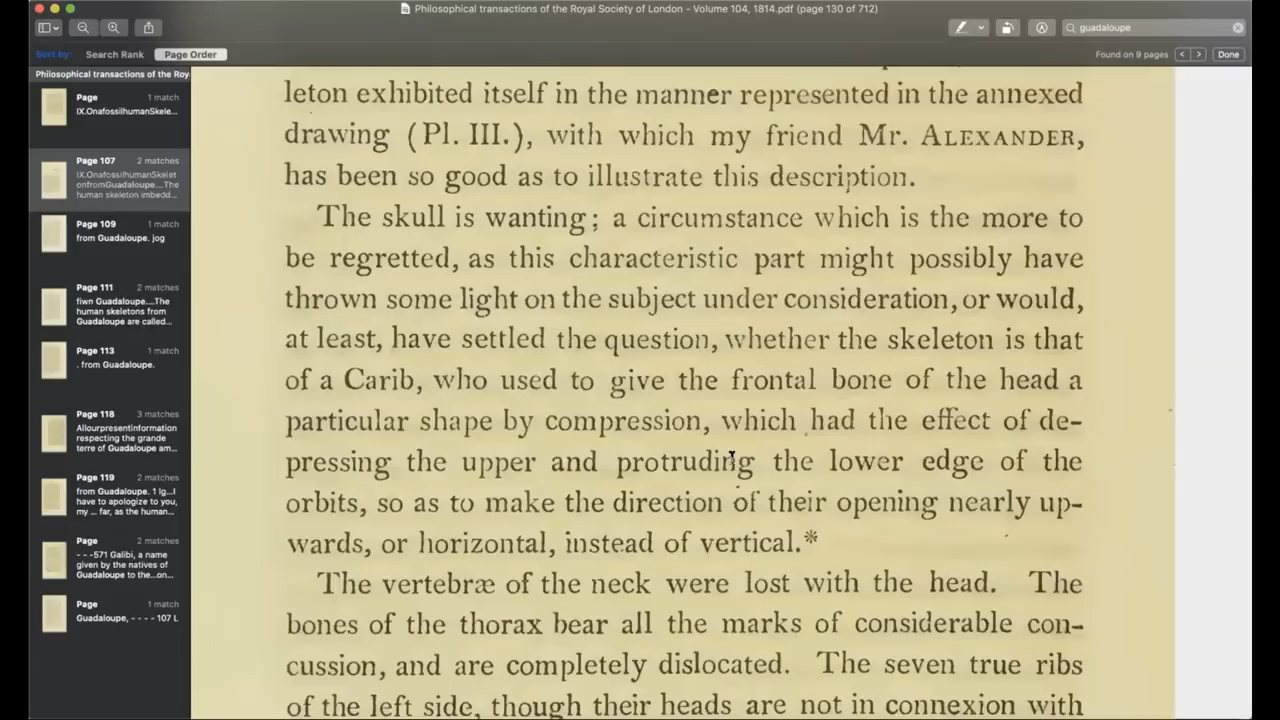 Philosophical transactions of the Royal Society of London - Volume 104, 1814.pdf (page 130 of 712)
guadaloupe
Sort by:
Search Rank
Page Order
Found on 9 pages
Done
Philosophical transactions of the Roy
Page
1 match
IX.OnafossilhumanSkele...
Page 107
2 matches
IX.OnafossilhumanSkelet
onfromGuadaloupe....The
human skeleton imbedd...
Page 109
1 match
from Guadaloupe. jog
Page 111
2 matches
fiwn Guadaloupe....The
human skeletons from
Guadaloupe are called...
Page 113
1 match
. from Guadaloupe.
Page 118
3 matches
Allourpresentinformation
respecting the grande
terre of Guadaloupe am...
Page 119
2 matches
from Guadaloupe. 1 Ig...I
have to apologize to you,
my ... far, as the human...
Page
2 matches
- - -571 Galibi, a name
given by the natives of
Guadaloupe to the...on...
Page
1 match
Guadaloupe, - - - - 107 L
leton exhibited itself in the manner represented in the annexed
drawing (Pl. III.), with which my friend Mr. ALEXANDER,
has been so good as to illustrate this description.
The skull is wanting; a circumstance which is the more to
be regretted, as this characteristic part might possibly have
thrown some light on the subject under consideration, or would,
at least, have settled the question, whether the skeleton is that
of a Carib, who used to give the frontal bone of the head a
particular shape by compression, which had the effect of de-
pressing the upper and protruding the lower edge of the
orbits, so as to make the direction of their opening nearly up-
wards, or horizontal, instead of vertical.*
The vertebræ of the neck were lost with the head. The
bones of the thorax bear all the marks of considerable con-
cussion, and are completely dislocated. The seven true ribs
of the left side, though their heads are not in connexion with